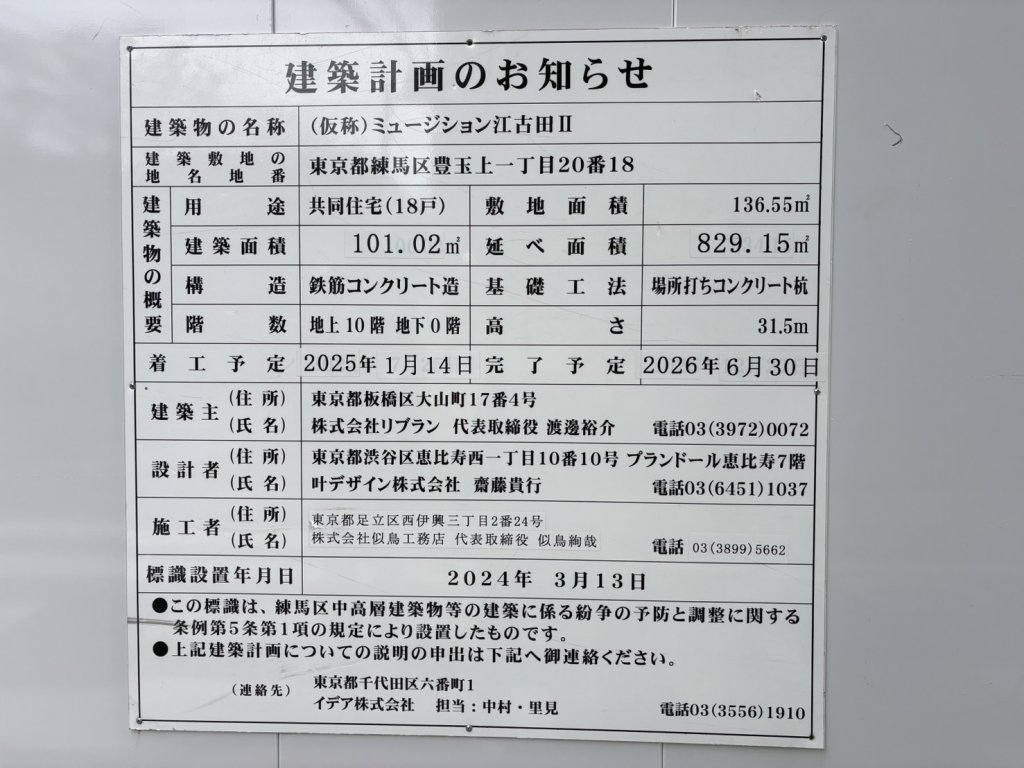 建築計画のお知らせ
建築物の名称 (仮称)ミュージション江古田Ⅱ
建築敷地の地名地番 東京都練馬区豊玉上一丁目20番18
建築物の概要
用途 共同住宅(18戸) 敷地面積 136.55㎡
建築面積 101.02㎡ 延べ面積 829.15㎡
構造 鉄筋コンクリート造 基礎工法 場所打ちコンクリート杭
階数 地上10階 地下0階 高さ 31.5m
着工予定 2025年 1月14日 完了予定 2026年 6月30日
建築主 (住所) 東京都板橋区大山町17番4号
(氏名) 株式会社リブラン 代表取締役 渡邊裕介 電話03(3972)0072
設計者 (住所) 東京都渋谷区恵比寿西一丁目10番10号 プランドール恵比寿7階
(氏名) 叶デザイン株式会社 齋藤貴行 電話03(6451)1037
施工者 (住所) 東京都足立区西伊興三丁目2番24号
(氏名) 株式会社似鳥工務店 代表取締役 似鳥絢哉 電話 03(3899)5662
標識設置年月日 2024年 3月13日
●この標識は、練馬区中高層建築物等の建築に係る紛争の予防と調整に関する
条例第5条第1項の規定により設置したものです。
●上記建築計画についての説明の申出は下記へ御連絡ください。
(連絡先) 東京都千代田区六番町1
イデア株式会社 担当:中村・里見 電話03(3556)1910